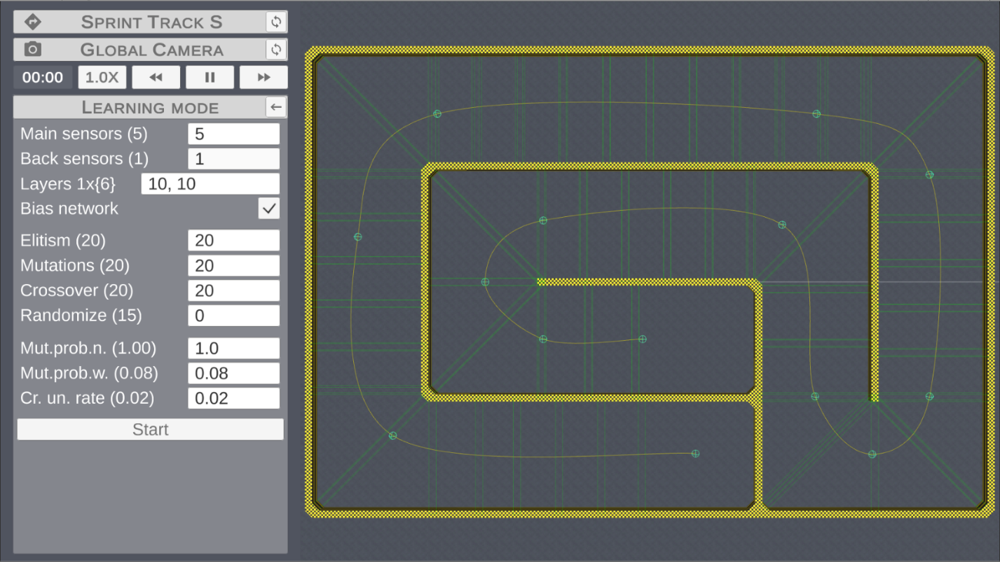 Sprint Track S
Global Camera
00:00 1.0X
Learning mode
Main sensors (5) 5
Back sensors (1) 1
Layers 1x{6} 10, 10
Bias network
Elitism (20) 20
Mutations (20) 20
Crossover (20) 20
Randomize (15) 0
Mut.prob.n. (1.00) 1.0
Mut.prob.w. (0.08) 0.08
Cr. un. rate (0.02) 0.02
Start